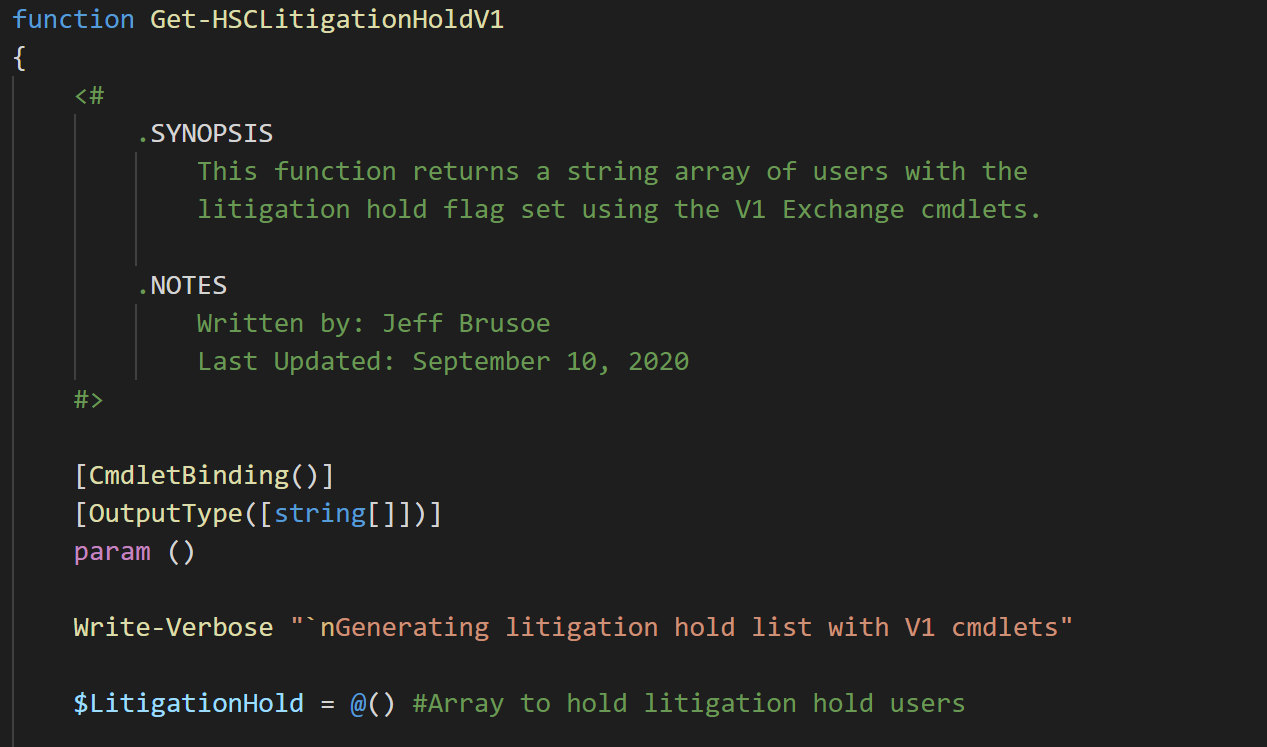 function Get-HSCLitigationHoldV1
{
<#
.SYNOPSIS
This function returns a string array of users with the
litigation hold flag set using the V1 Exchange cmdlets.
.NOTES
Written by: Jeff Brusoe
Last Updated: September 10, 2020
#>
[CmdletBinding()]
[OutputType([string[]])]
param ()
Write-Verbose "`nGenerating litigation hold list with V1 cmdlets"
$LitigationHold = @() #Array to hold litigation hold users